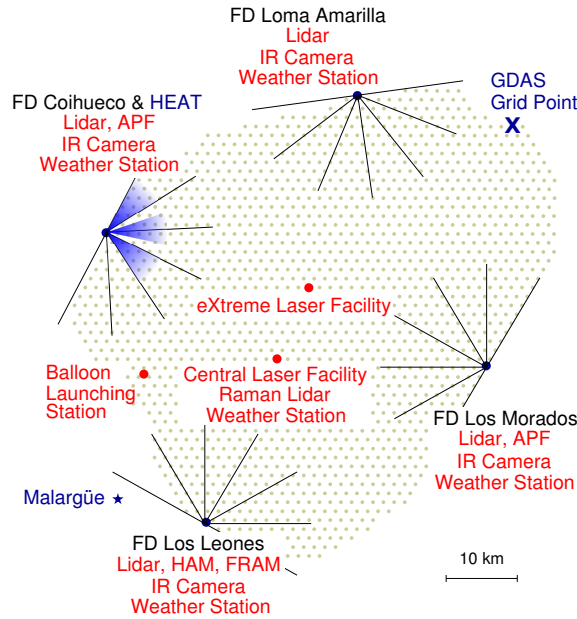 FD Loma Amarilla
Lidar
IR Camera
Weather Station
GDAS
Grid Point
X
FD Coihueco & HEAT
Lidar, APF
IR Camera
Weather Station
eXtreme Laser Facility
Balloon
Launching
Station
Central Laser Facility
Raman Lidar
Weather Station
FD Los Morados
Lidar, APF
IR Camera
Weather Station
Malargüe
FD Los Leones
Lidar, HAM, FRAM
IR Camera
Weather Station
10 km